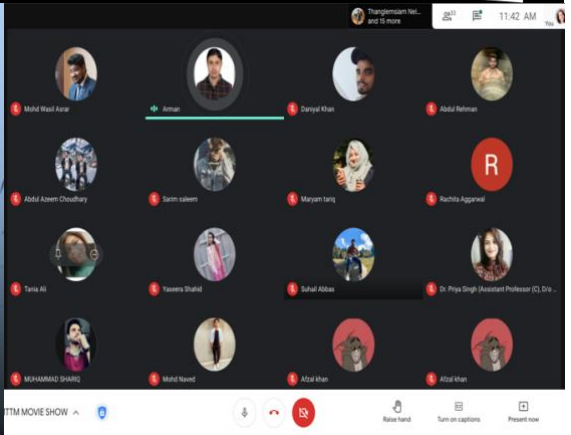 Thanglemsiam Nei...
and 15 more
32
11:42 AM
You
Mohd Wasil Asrar
Arman
Daniyal Khan
Abdul Rehman
Abdul Azeem Choudhary
Sarim saleem
Maryam tariq
R
Rachita Aggarwal
Tania Ali
Yaseera Shahid
Suhail Abbas
Dr. Priya Singh (Assistant Professor (C), D/o ...
MUHAMMAD SHARIQ
Mohd Naved
Afzal khan
Afzal khan
TTM MOVIE SHOW
Raise hand
Turn on captions
Present now